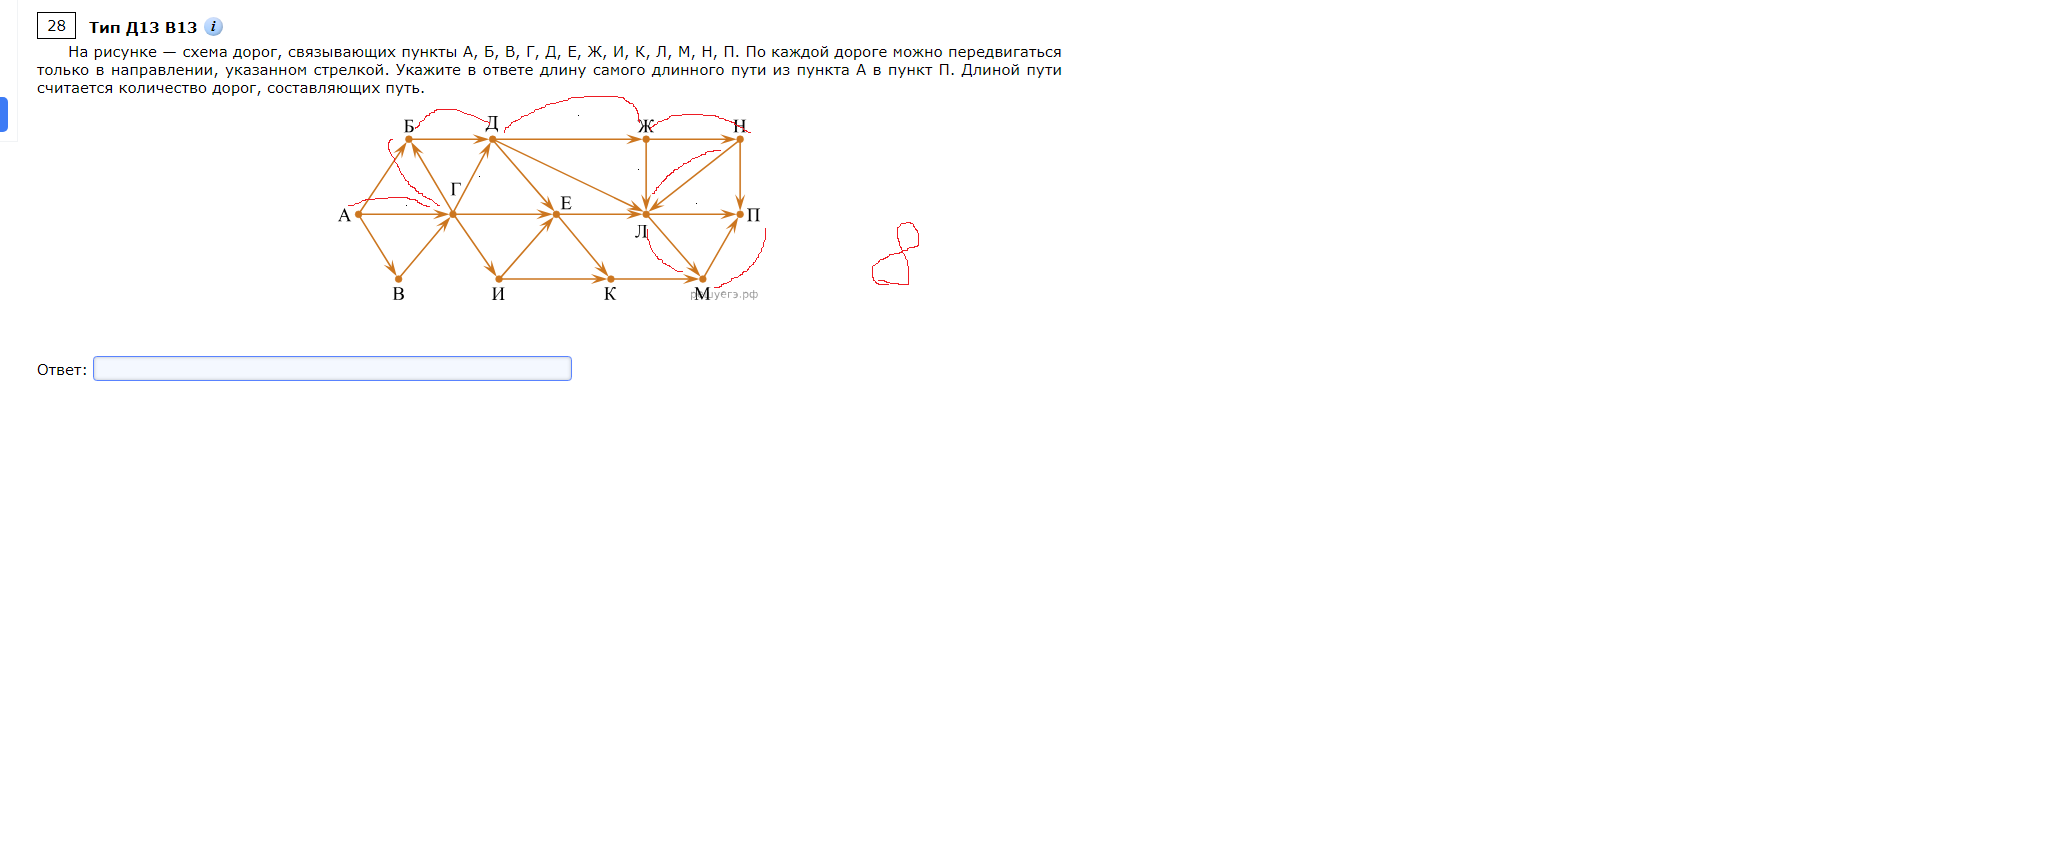 28 Тип Д13 B13 i
На рисунке — схема дорог, связывающих пункты А, Б, В, Г, Д, Е, Ж, И, К, Л, М, Н, П. По каждой дороге можно передвигаться
только в направлении, указанном стрелкой. Укажите в ответе длину самого длинного пути из пункта А в пункт П. Длиной пути
считается количество дорог, составляющих путь.
Б Д Ж Н
Г
Е
А П
Л
8
В И К М
решуегэ.рф
Ответ: